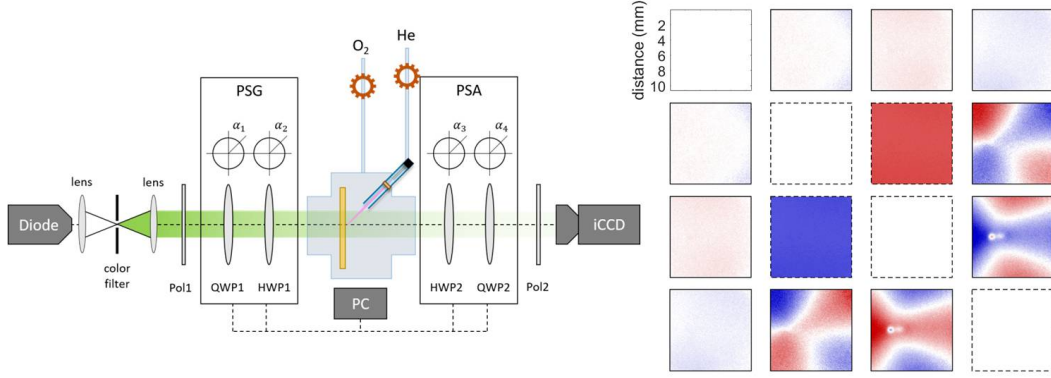 O2
He
PSG
PSA
α1
α2
α3
α4
lens
lens
Diode
iCCD
color
filter
Pol1
QWP1
HWP1
HWP2
QWP2
Pol2
PC
distance (mm)
2
4
6
8
10